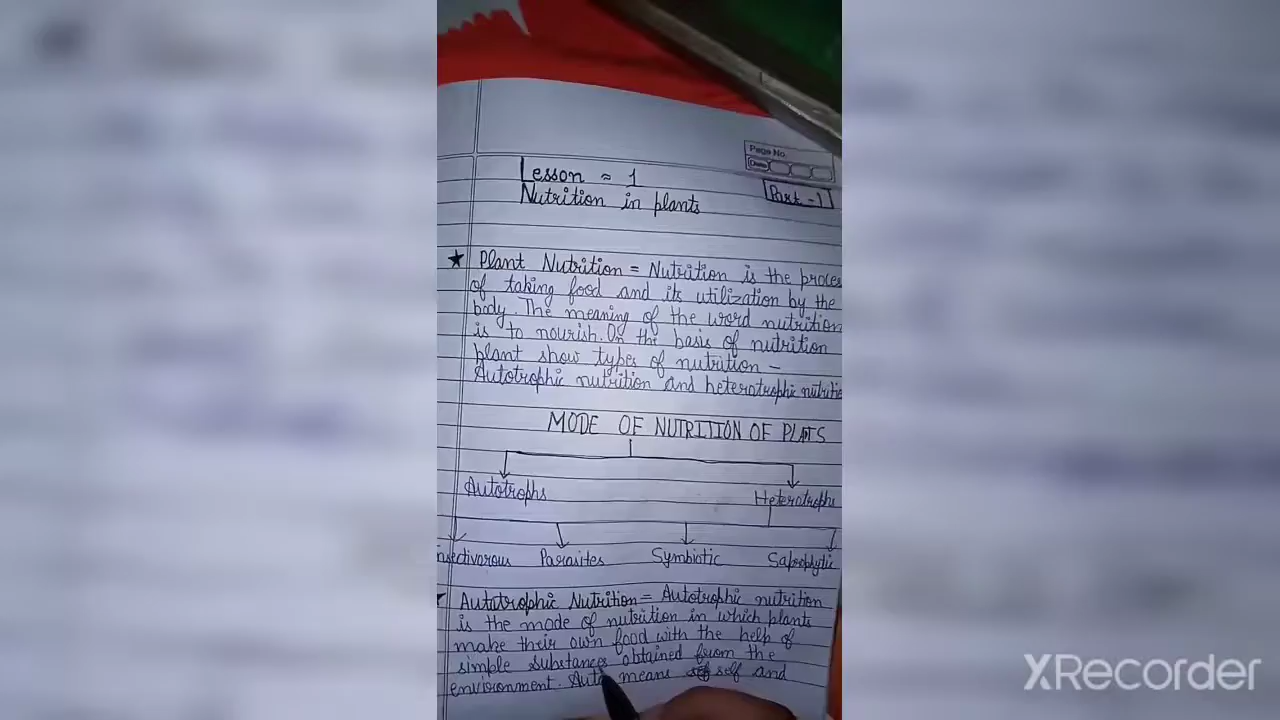 Page No.
Date
Lesson ≈ 1
Part - 1
Nutrition in plants
★ Plant Nutrition = Nutrition is the proces
of taking food and its utilization by the
body. The meaning of the word nutrition
is to nourish. On the basis of nutrition
plant show types of nutrition -
Autotrophic nutrition and heterotrophic nutritio
MODE OF NUTRITION OF PLANTS
Autotrophs
Heterotrophs
insectivorous Parasites Symbiotic Saprophytic
Autotrophic Nutrition = Autotrophic nutrition
is the mode of nutrition in which plants
make their own food with the help of
simple substances obtained from the
environment. Auto means self and
XRecorder